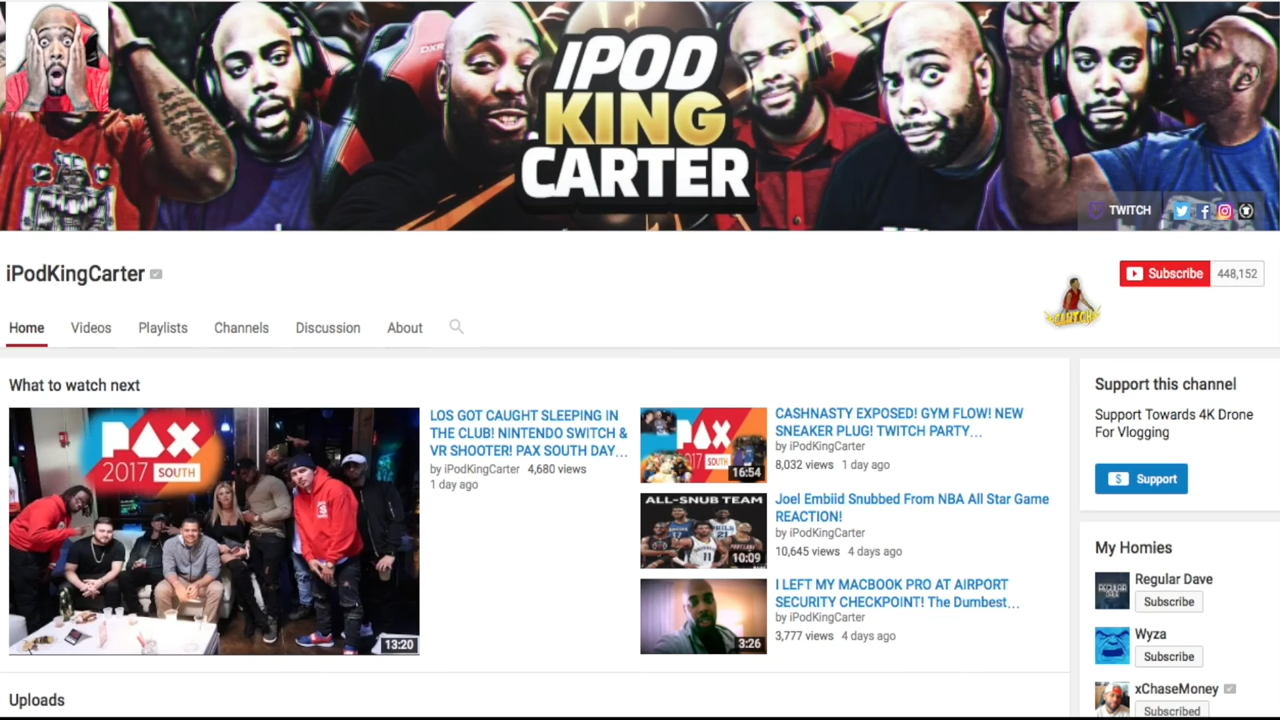 DXR
iPOD
KING
CARTER
TWITCH
iPodKingCarter
Subscribe 448,152
Home Videos Playlists Channels Discussion About
What to watch next
PAX
2017 SOUTH
13:20
LOS GOT CAUGHT SLEEPING IN
THE CLUB! NINTENDO SWITCH &
VR SHOOTER! PAX SOUTH DAY...
by iPodKingCarter 4,680 views
1 day ago
PAX
2017 SOUTH
16:54
CASHNASTY EXPOSED! GYM FLOW! NEW
SNEAKER PLUG! TWITCH PARTY...
by iPodKingCarter
8,032 views 1 day ago
ALL-SNUB TEAM
10:09
Joel Embiid Snubbed From NBA All Star Game
REACTION!
by iPodKingCarter
10,645 views 4 days ago
3:26
I LEFT MY MACBOOK PRO AT AIRPORT
SECURITY CHECKPOINT! The Dumbest...
by iPodKingCarter
3,777 views 4 days ago
Uploads
Support this channel
Support Towards 4K Drone
For Vlogging
$ Support
My Homies
REGULAR
DAVE
Regular Dave
Subscribe
Wyza
Subscribe
xChaseMoney
Subscribed